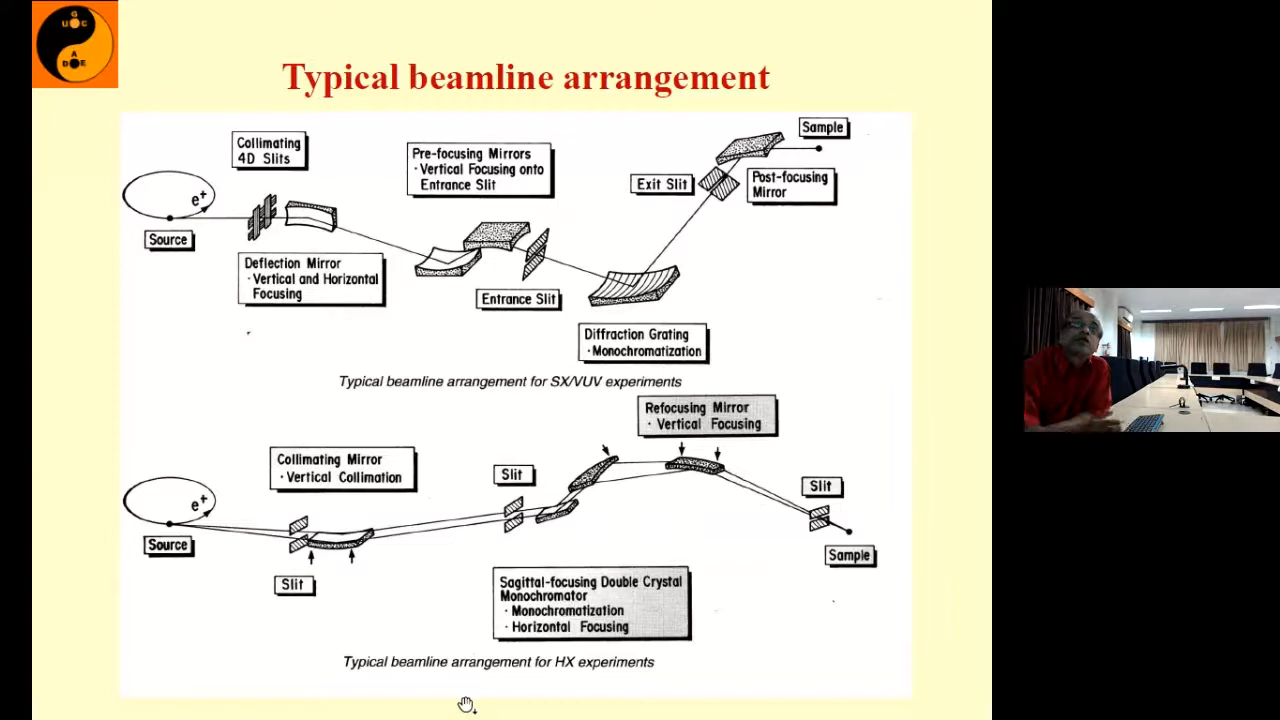 G
U G C
A
D E
Typical beamline arrangement
Collimating
4D Slits
Pre-focusing Mirrors
· Vertical Focusing onto
Entrance Slit
Sample
Exit Slit
Post-focusing
Mirror
e+
Source
Deflection Mirror
· Vertical and Horizontal
Focusing
Entrance Slit
Diffraction Grating
· Monochromatization
Typical beamline arrangement for SX/VUV experiments
Refocusing Mirror
· Vertical Focusing
Collimating Mirror
· Vertical Collimation
Slit
Slit
e+
Source
Slit
Sample
Sagittal-focusing Double Crystal
Monochromator
· Monochromatization
· Horizontal Focusing
Typical beamline arrangement for HX experiments